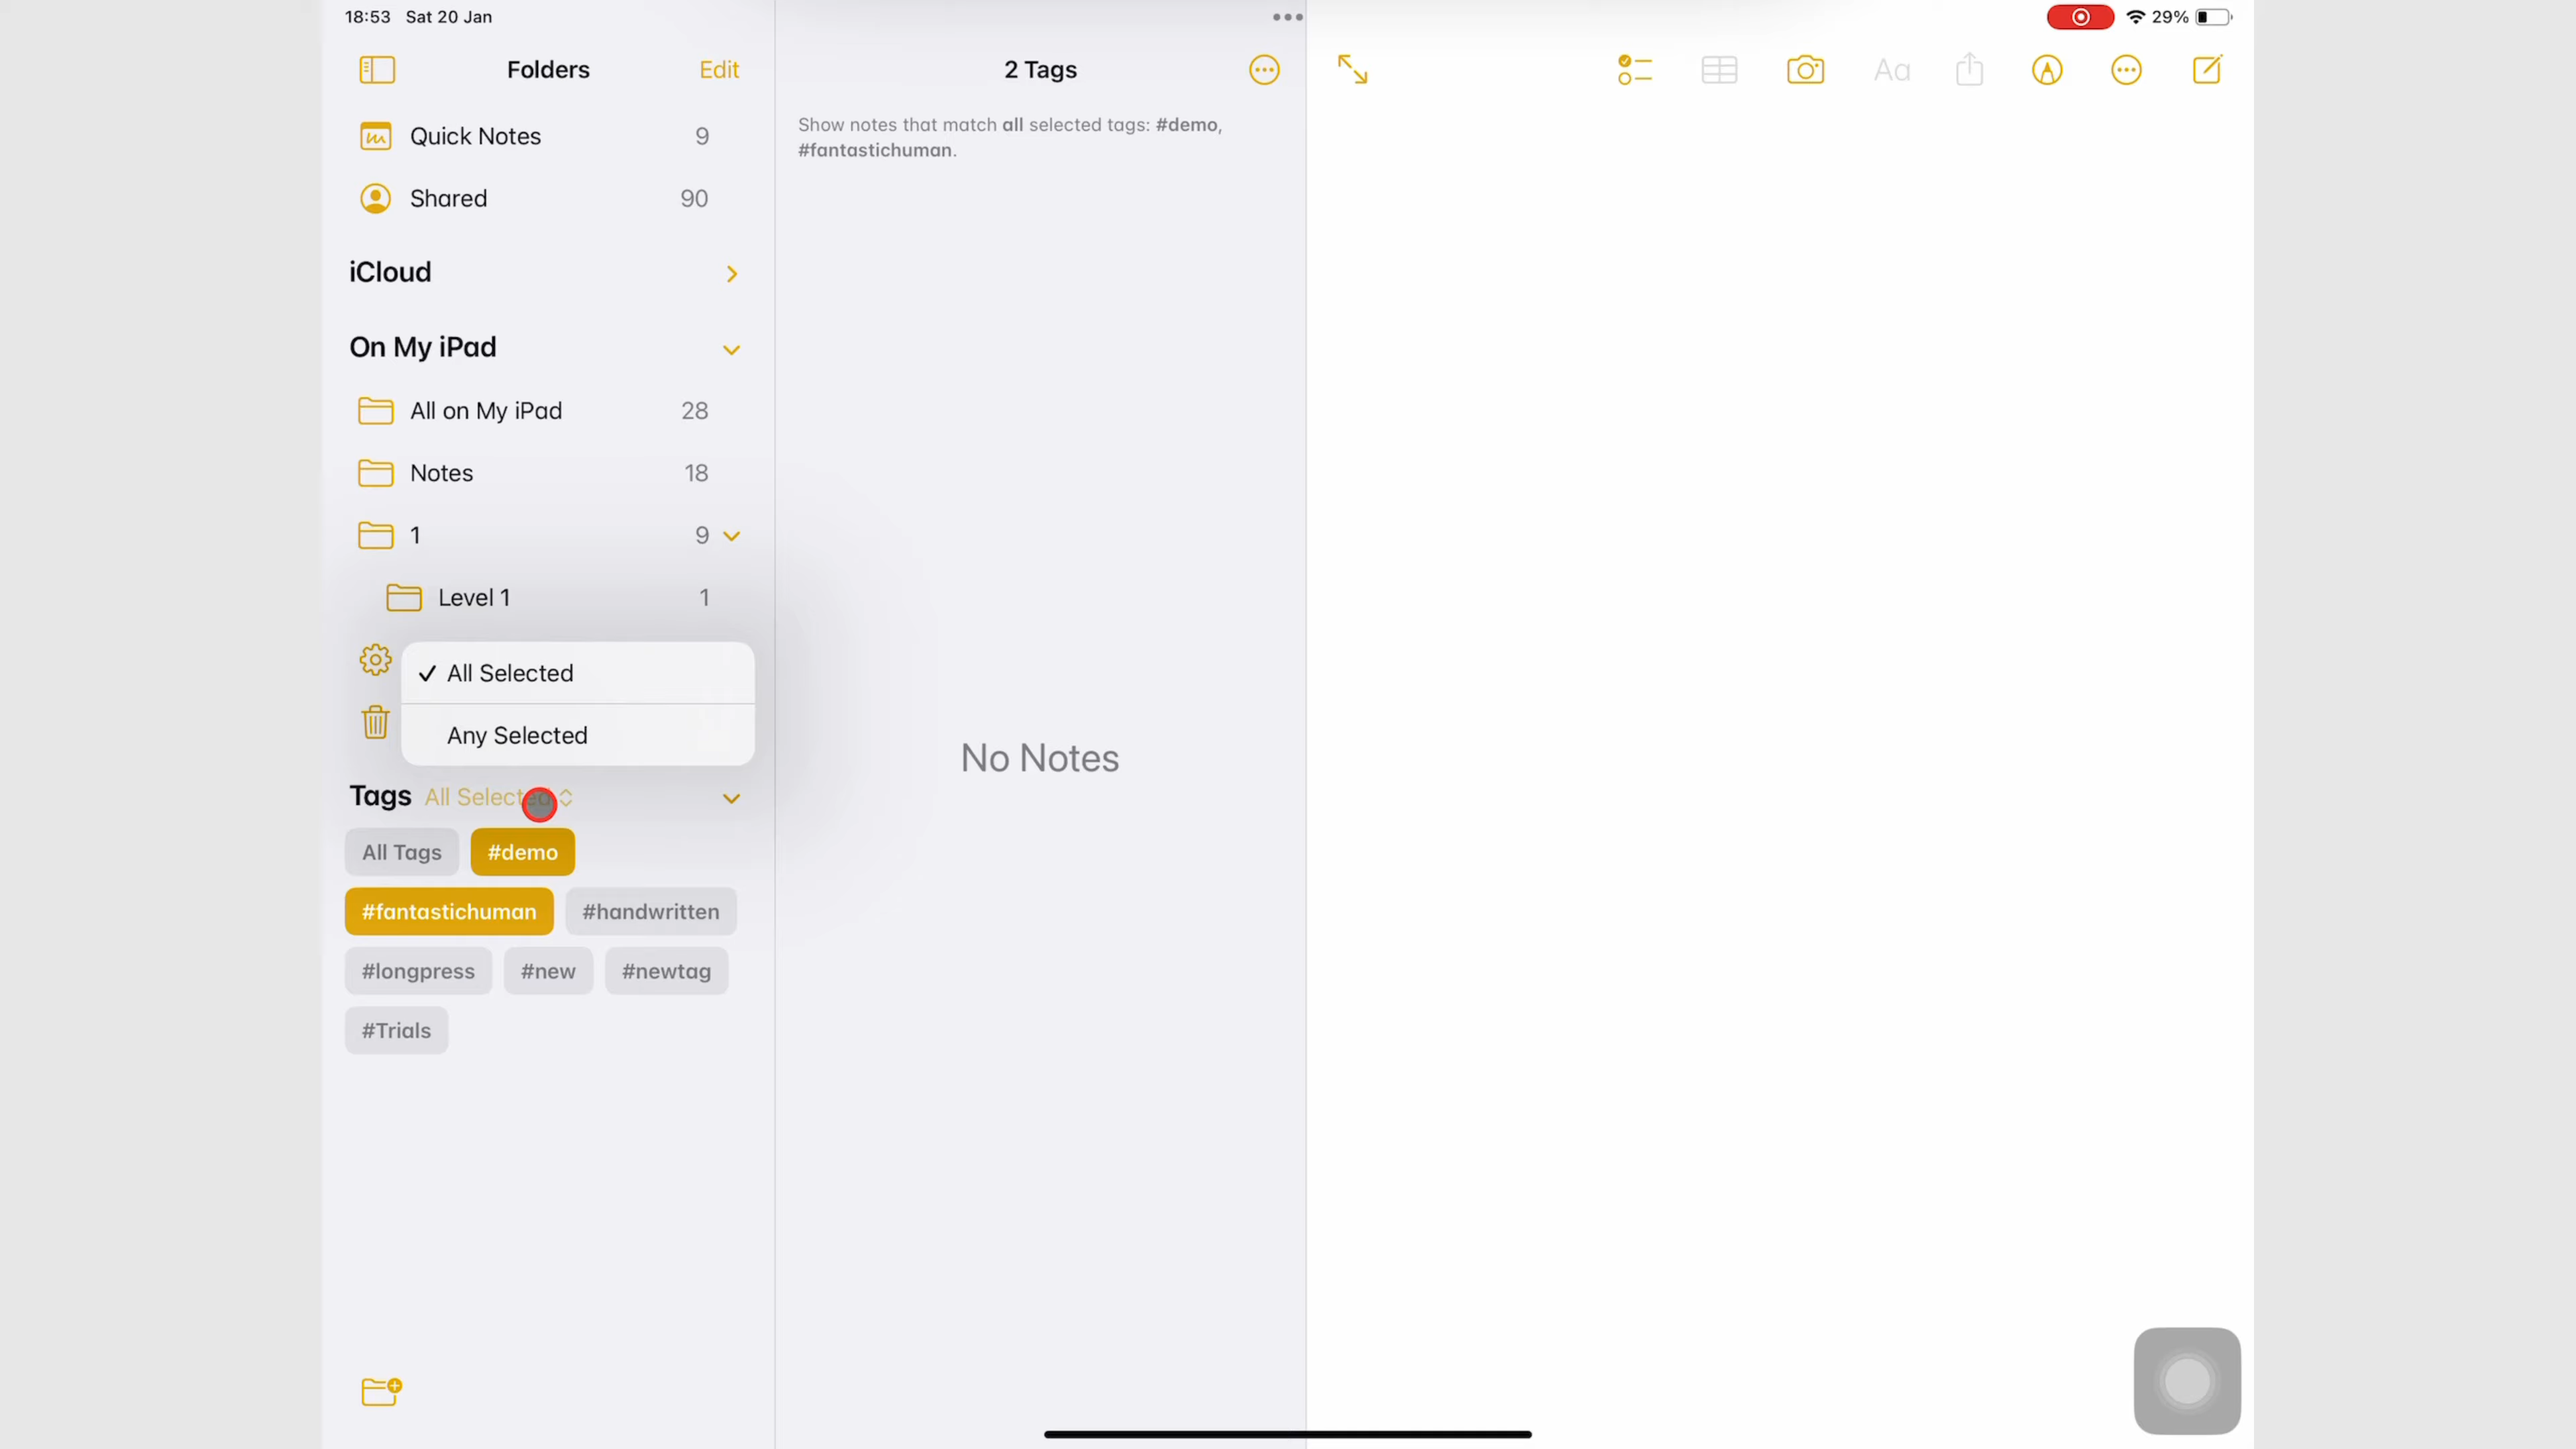 18:53 Sat 20 Jan
29%
Folders
Edit
Quick Notes 9
Shared 90
iCloud
On My iPad
All on My iPad 28
Notes 18
1 9
Level 1 1
All Selected
Any Selected
Tags All Selected
All Tags #demo
#fantastichuman #handwritten
#longpress #new #newtag
#Trials
2 Tags
Show notes that match all selected tags: #demo,
#fantastichuman.
No Notes
Aa